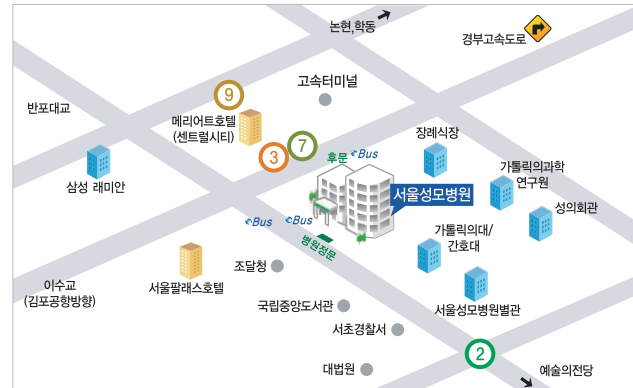 논현,학동
경부고속도로
반포대교
9
고속터미널
메리어트호텔
(센트럴시티)
7
3
후문
Bus
장례식장
가톨릭의과학
연구원
삼성 래미안
서울성모병원
성의회관
Bus
Bus
병원정문
가톨릭의대/
간호대
조달청
이수교
(김포공항방향)
서울팔래스호텔
국립중앙도서관
서울성모병원별관
서초경찰서
2
대법원
예술의전당